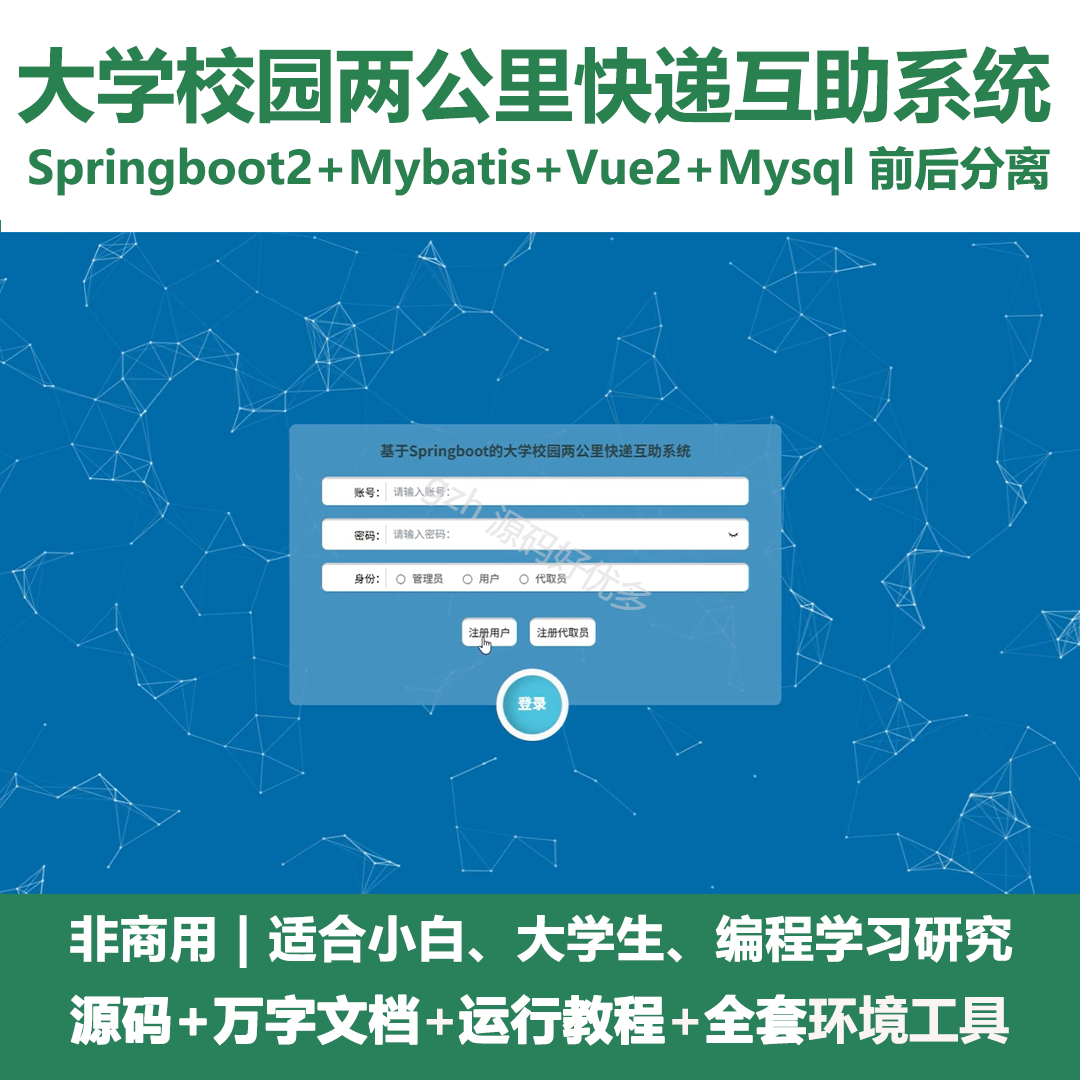 大学校园两公里快递互助系统
Springboot2+Mybatis+Vue2+Mysql 前后分离
基于Springboot的大学校园两公里快递互助系统
账号： 请输入账号：
密码： 请输入密码：
身份： 管理员 用户 代取员
gzh 源码好优多
注册用户 注册代取员
登录
非商用 | 适合小白、大学生、编程学习研究
源码+万字文档+运行教程+全套环境工具